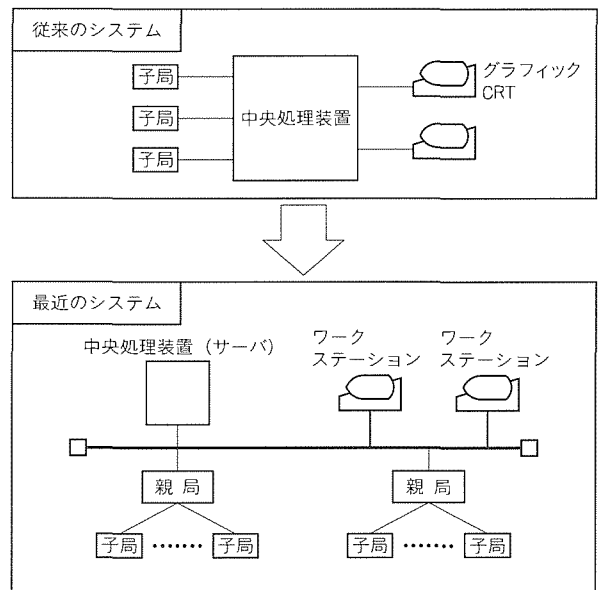 従来のシステム
子局
子局
子局
中央処理装置
グラフィック
CRT
最近のシステム
中央処理装置（サーバ）
ワーク
ステーション
ワーク
ステーション
親 局
親 局
子局 ······· 子局
子局 ······· 子局